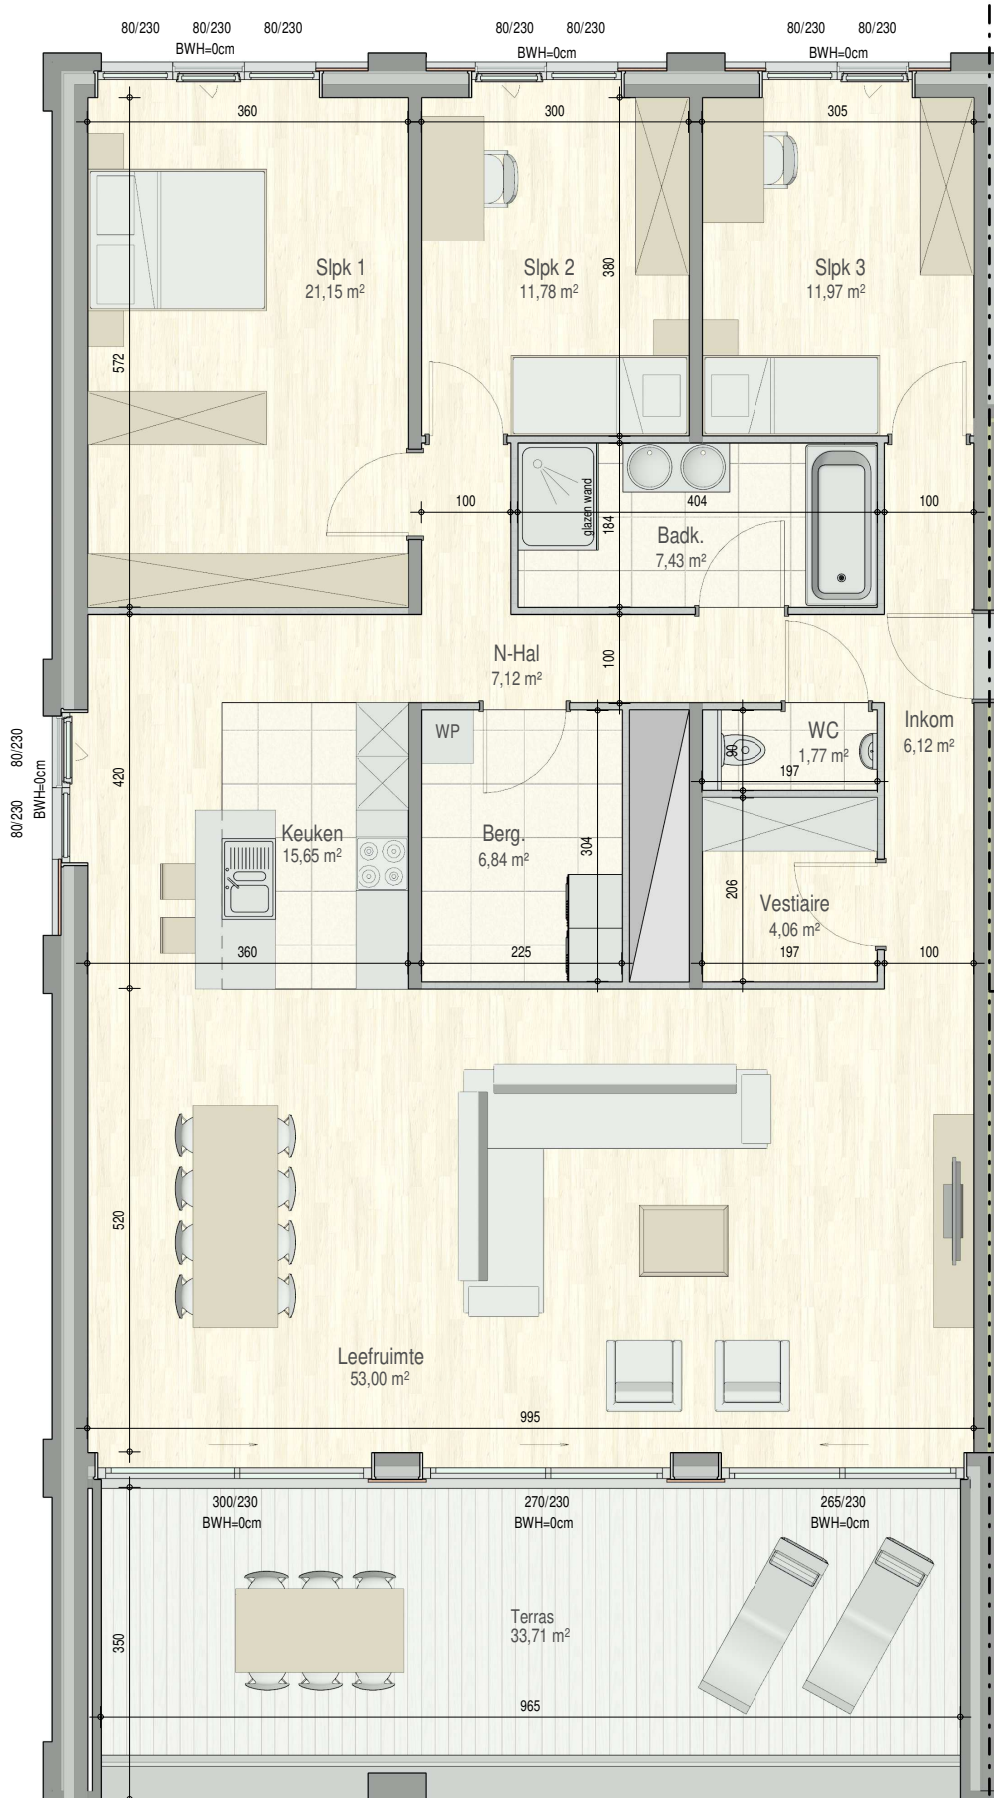 80/230 80/230 80/230
BWH=0cm
80/230 80/230
BWH=0cm
80/230 80/230
BWH=0cm
360
300
305
Slpk 1
21,15 m²
Slpk 2
11,78 m²
Slpk 3
11,97 m²
380
572
100
404
100
glazen wand
184
Badk.
7,43 m²
N-Hal
7,12 m²
100
80/230
80/230
BWH=0cm
420
WP
WC
1,77 m²
90
197
Inkom
6,12 m²
Keuken
15,65 m²
Berg.
6,84 m²
304
206
Vestiaire
4,06 m²
360
225
197
100
520
Leefruimte
53,00 m²
995
300/230
BWH=0cm
270/230
BWH=0cm
265/230
BWH=0cm
350
Terras
33,71 m²
965